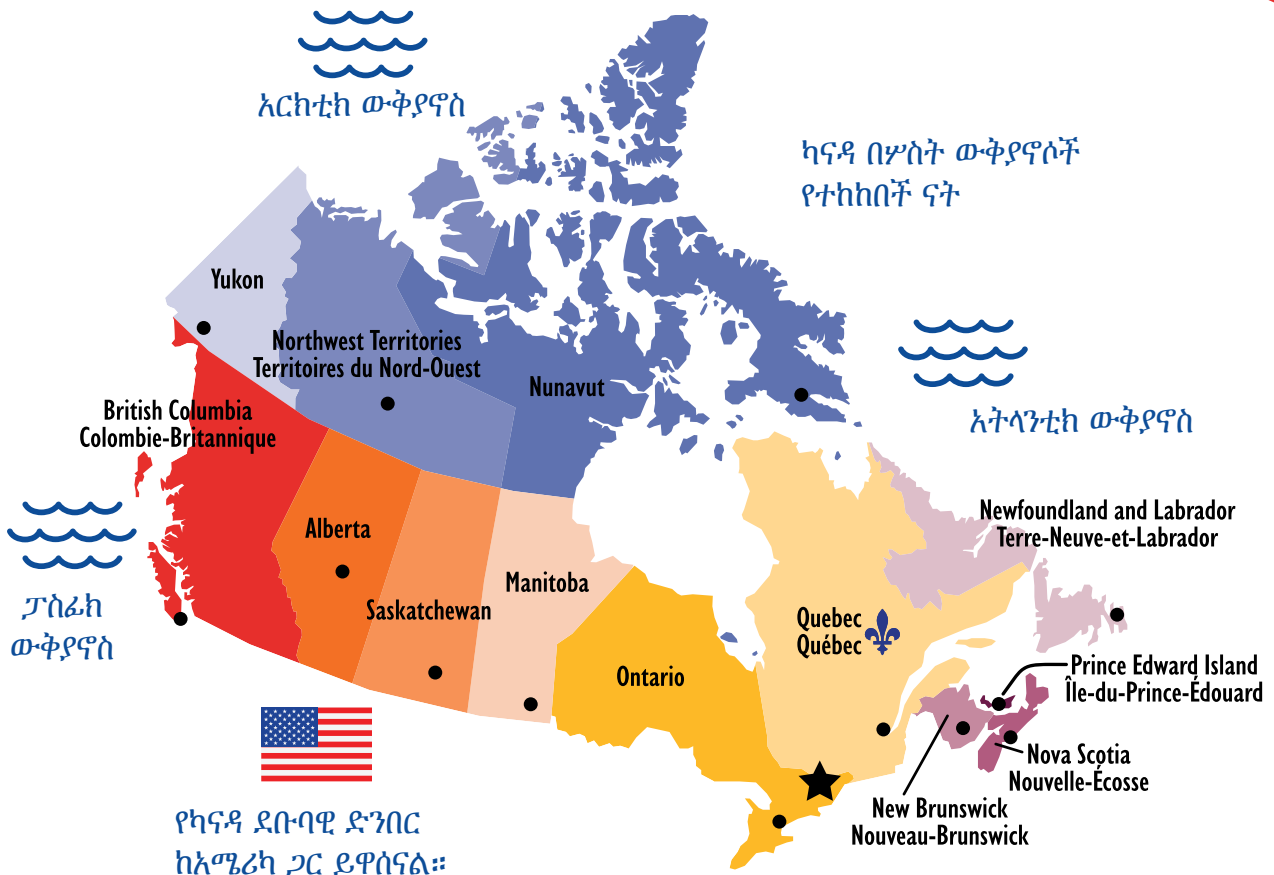 አርክቲክ ውቅያኖስ
ካናዳ በሦስት ውቅያኖሶች
የተከከበች ናት
Yukon
Northwest Territories
Territoires du Nord-Ouest
Nunavut
British Columbia
Colombie-Britannique
አትላንቲክ ውቅያኖስ
Alberta
Newfoundland and Labrador
Terre-Neuve-et-Labrador
Manitoba
Saskatchewan
ፓስፊክ
ውቅያኖስ
Quebec
Québec
Ontario
Prince Edward Island
Île-du-Prince-Édouard
Nova Scotia
Nouvelle-Écosse
New Brunswick
Nouveau-Brunswick
የካናዳ ደቡባዊ ድንበር
ከአሜሪካ ጋር ይዋሰናል።